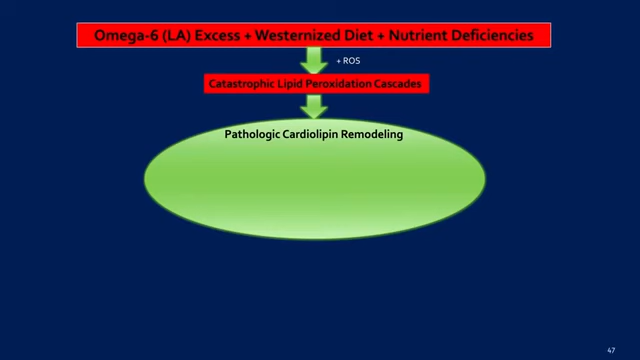 Omega-6 (LA) Excess + Westernized Diet + Nutrient Deficiencies
+ ROS
Catastrophic Lipid Peroxidation Cascades
Pathologic Cardiolipin Remodeling
47